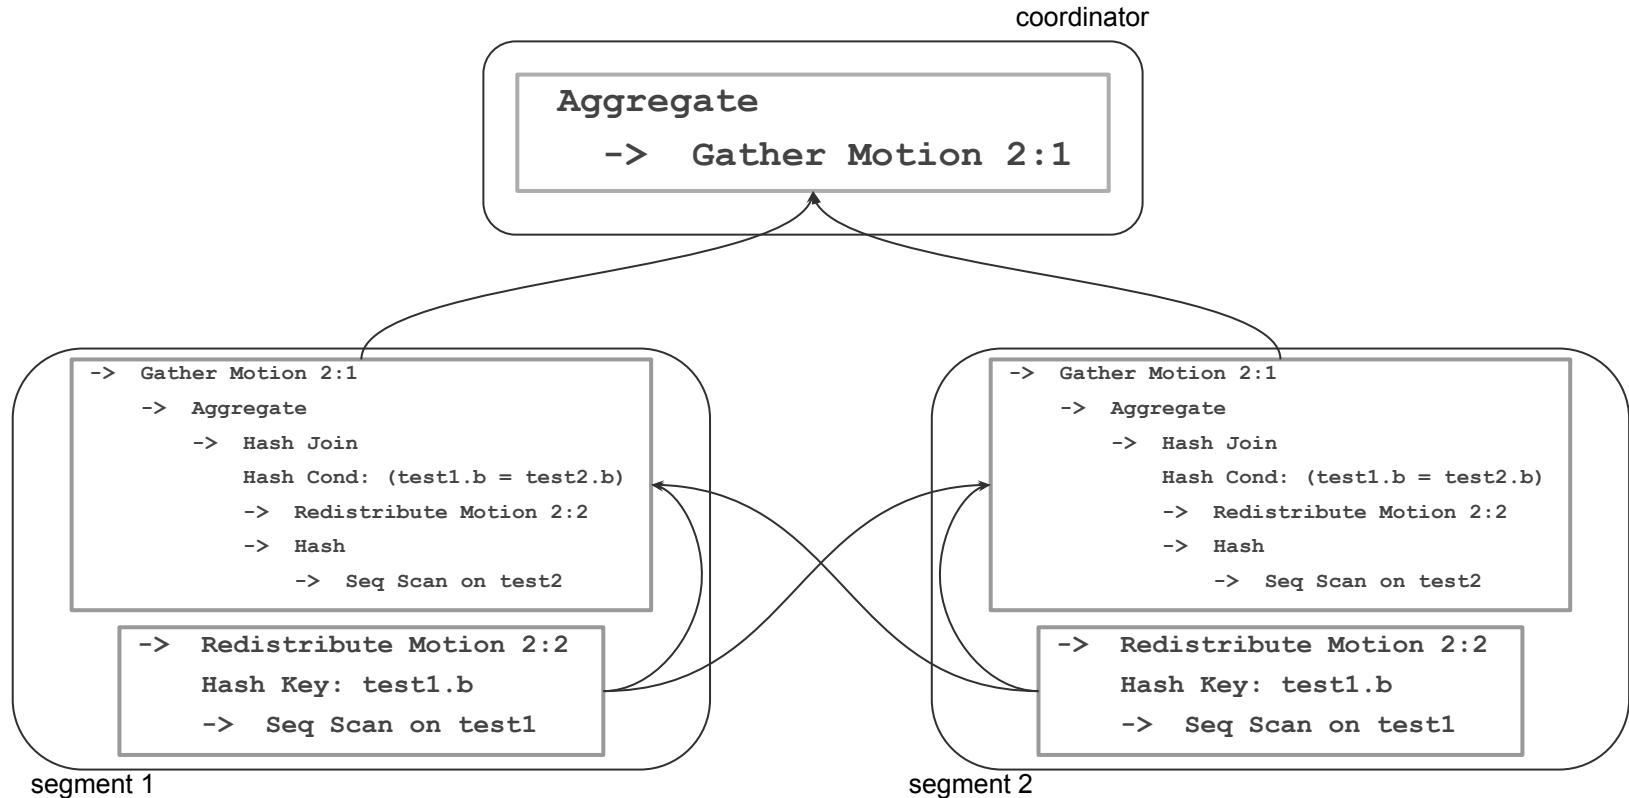 coordinator
Aggregate
-> Gather Motion 2:1
-> Gather Motion 2:1
-> Aggregate
-> Hash Join
Hash Cond: (test1.b = test2.b)
-> Redistribute Motion 2:2
-> Hash
-> Seq Scan on test2
-> Redistribute Motion 2:2
Hash Key: test1.b
-> Seq Scan on test1
segment 1
-> Gather Motion 2:1
-> Aggregate
-> Hash Join
Hash Cond: (test1.b = test2.b)
-> Redistribute Motion 2:2
-> Hash
-> Seq Scan on test2
-> Redistribute Motion 2:2
Hash Key: test1.b
-> Seq Scan on test1
segment 2